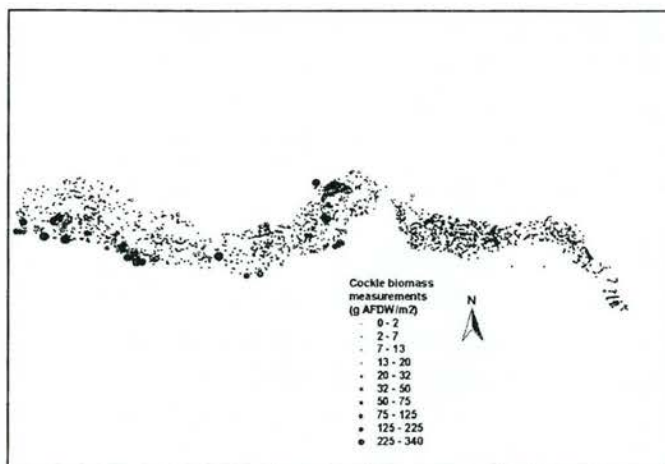 Cockle biomass
measurements
(g AFDW/m2)
N
0 - 2
2 - 7
7 - 13
13 - 20
20 - 32
32 - 50
50 - 75
75 - 125
125 - 225
225 - 340